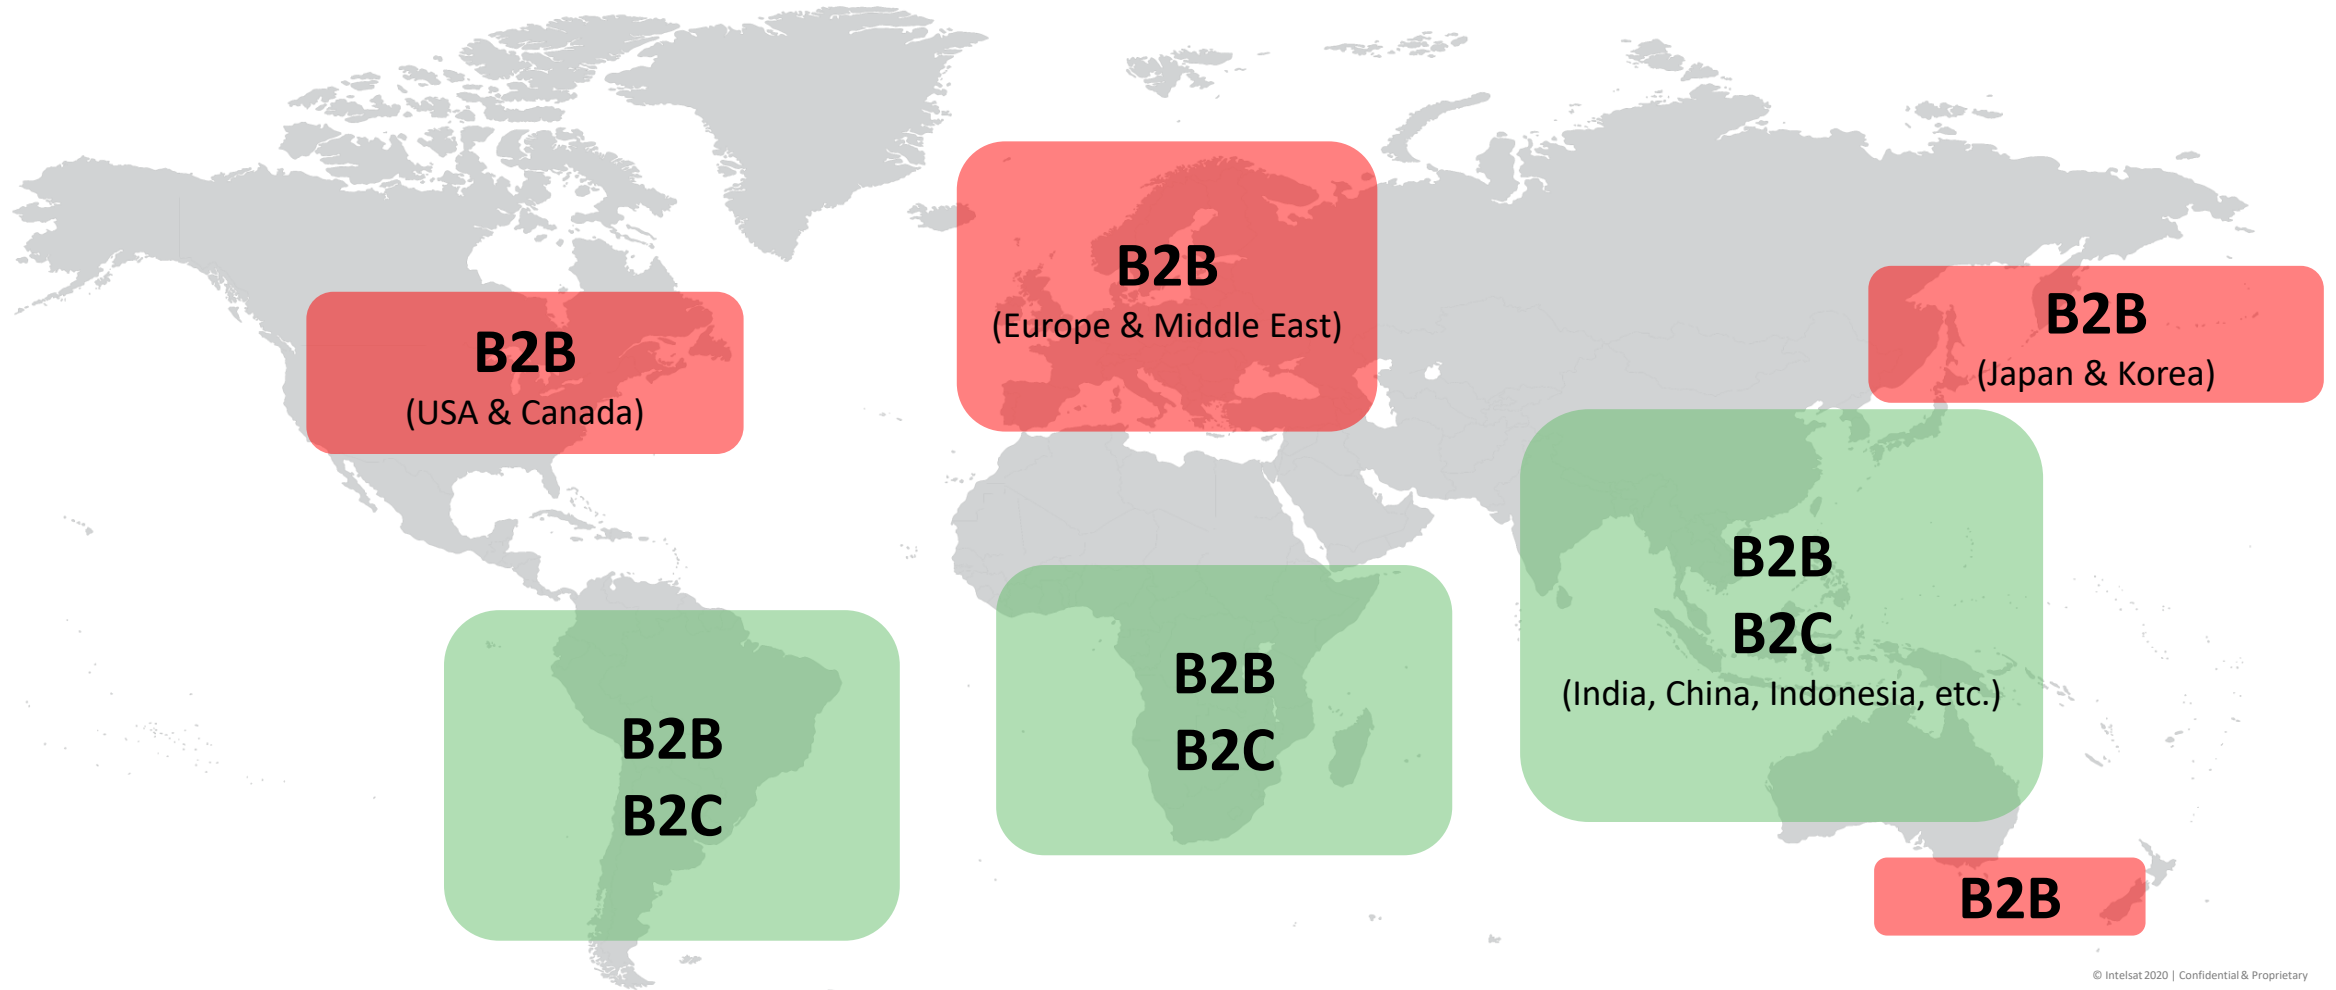 B2B
(Europe & Middle East)
B2B
(Japan & Korea)
B2B
(USA & Canada)
B2B
B2C
(India, China, Indonesia, etc.)
B2B
B2C
B2B
B2C
B2B
© Intelsat 2020 | Confidential & Proprietary